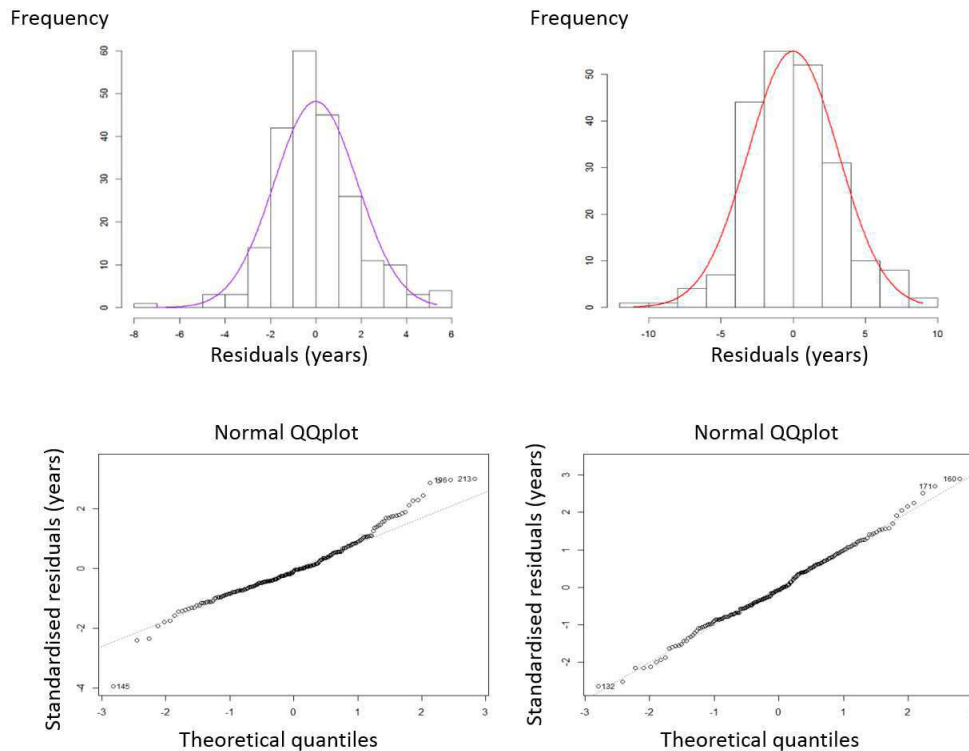 Frequency
Frequency
60
50
40
30
20
10
0
-8 -6 -4 -2 0 2 4 6
Residuals (years)
50
40
30
20
10
0
-10 -5 0 5 10
Residuals (years)
Normal QQplot
Standardised residuals (years)
2
0
-2
-4
196 213
145
-3 -2 -1 0 1 2 3
Theoretical quantiles
Normal QQplot
Standardised residuals (years)
3
2
1
0
-1
-2
171 160
132
-3 -2 -1 0 1 2 3
Theoretical quantiles